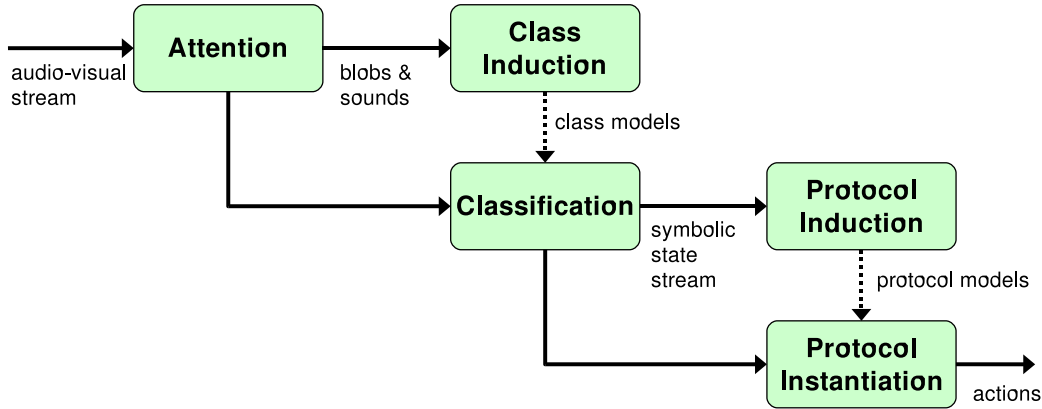 Attention
audio-visual
stream
blobs &
sounds
Class
Induction
class models
Classification
symbolic
state
stream
Protocol
Induction
protocol models
Protocol
Instantiation
actions